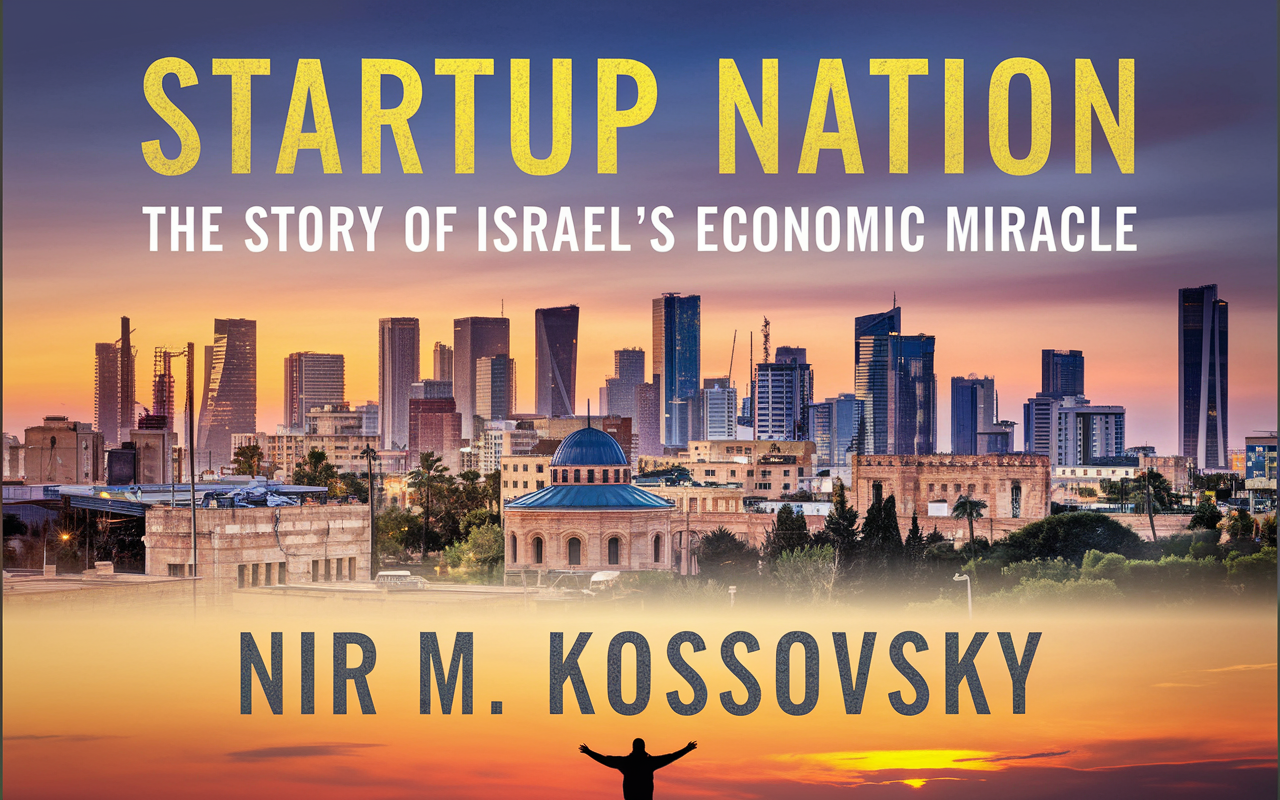 STARTUP NATION
THE STORY OF ISRAEL'S ECONOMIC MIRACLE
NIR M. KOSSOVSKY